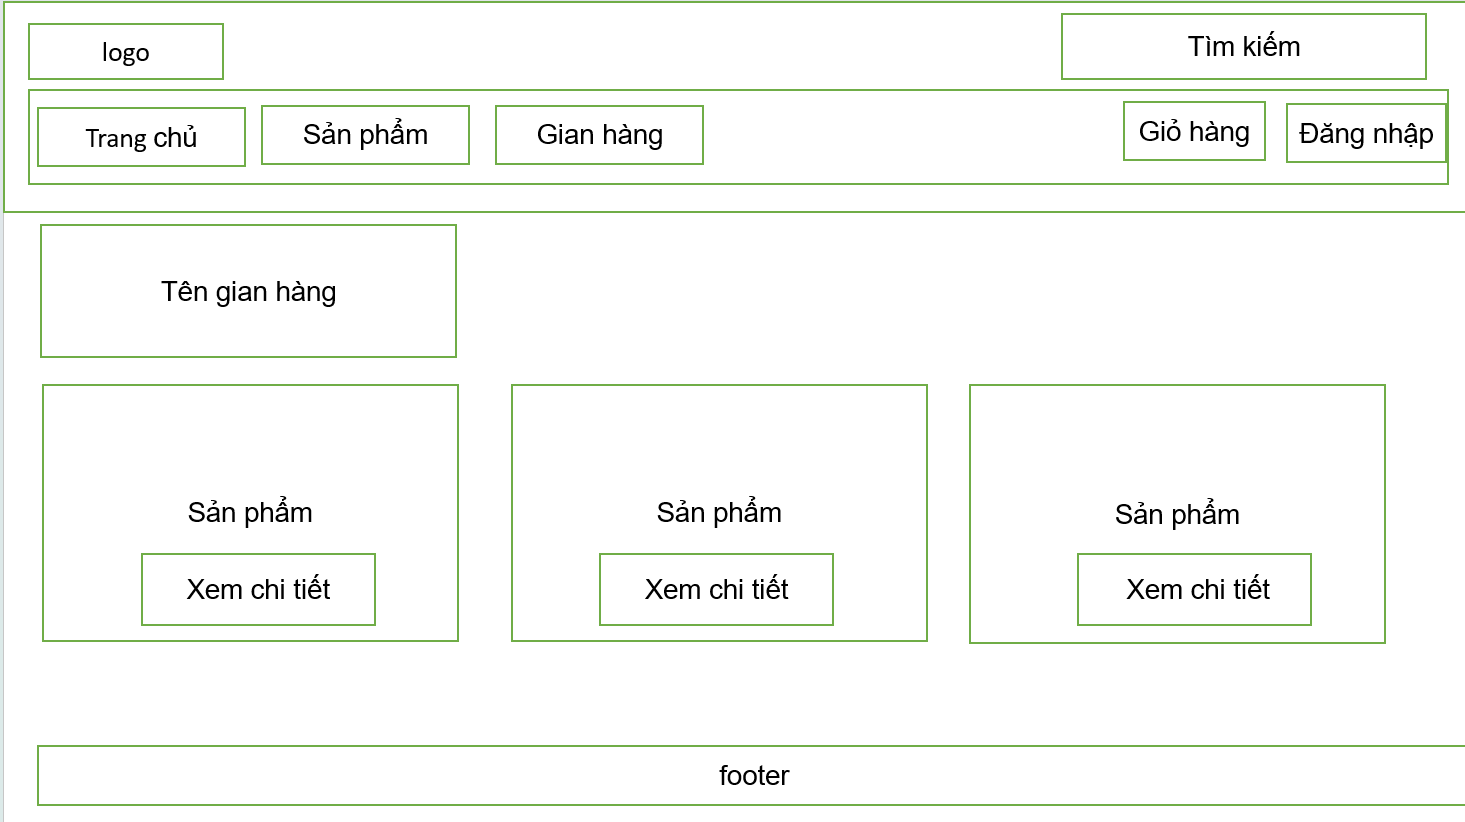 logo
Tìm kiếm
Trang chủ
Sản phẩm
Gian hàng
Giỏ hàng
Đăng nhập
Tên gian hàng
Sản phẩm
Xem chi tiết
Sản phẩm
Xem chi tiết
Sản phẩm
Xem chi tiết
footer